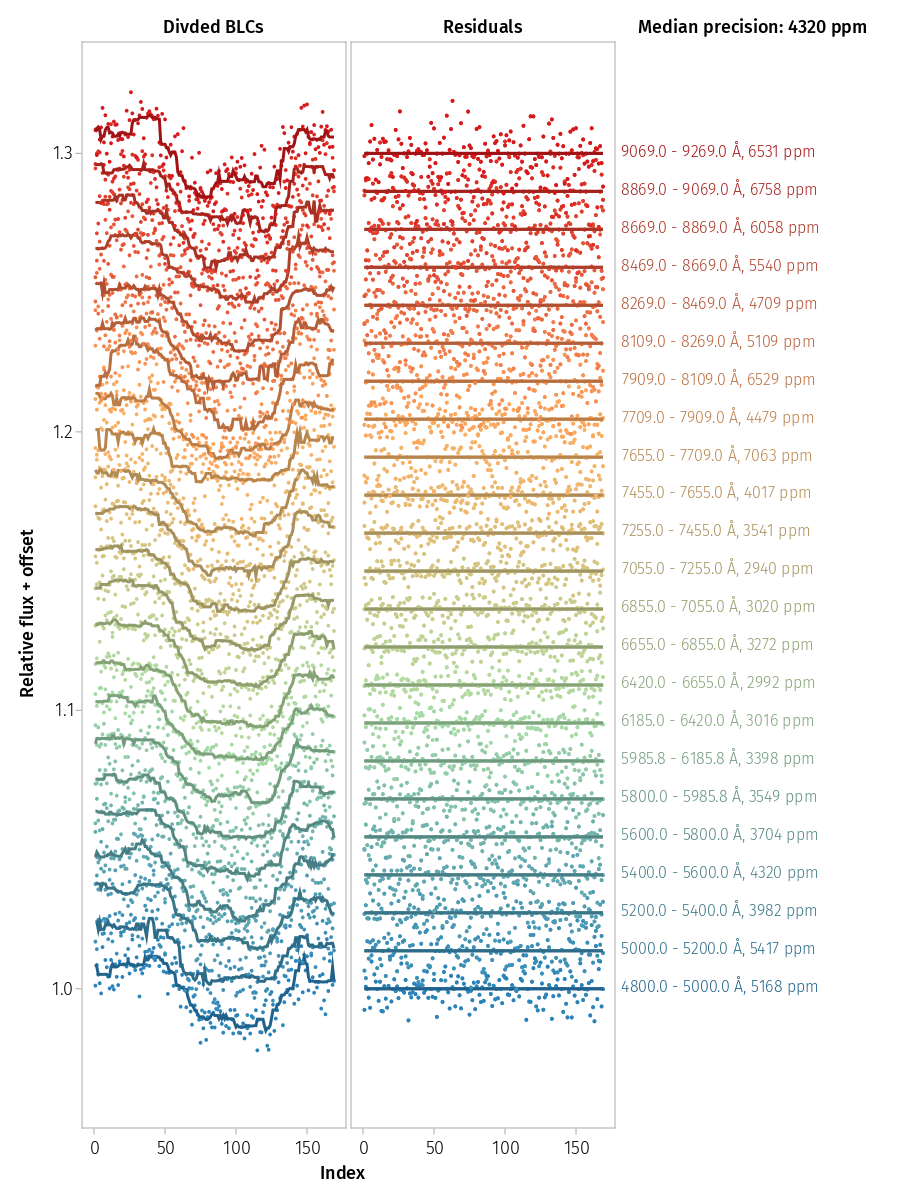 Divded BLCs
Residuals
Median precision: 4320 ppm
1.3
1.2
1.1
1.0
Relative flux + offset
9069.0 - 9269.0 Å, 6531 ppm
8869.0 - 9069.0 Å, 6758 ppm
8669.0 - 8869.0 Å, 6058 ppm
8469.0 - 8669.0 Å, 5540 ppm
8269.0 - 8469.0 Å, 4709 ppm
8109.0 - 8269.0 Å, 5109 ppm
7909.0 - 8109.0 Å, 6529 ppm
7709.0 - 7909.0 Å, 4479 ppm
7655.0 - 7709.0 Å, 7063 ppm
7455.0 - 7655.0 Å, 4017 ppm
7255.0 - 7455.0 Å, 3541 ppm
7055.0 - 7255.0 Å, 2940 ppm
6855.0 - 7055.0 Å, 3020 ppm
6655.0 - 6855.0 Å, 3272 ppm
6420.0 - 6655.0 Å, 2992 ppm
6185.0 - 6420.0 Å, 3016 ppm
5985.8 - 6185.8 Å, 3398 ppm
5800.0 - 5985.8 Å, 3549 ppm
5600.0 - 5800.0 Å, 3704 ppm
5400.0 - 5600.0 Å, 4320 ppm
5200.0 - 5400.0 Å, 3982 ppm
5000.0 - 5200.0 Å, 5417 ppm
4800.0 - 5000.0 Å, 5168 ppm
0 50 100 150
0 50 100 150
Index